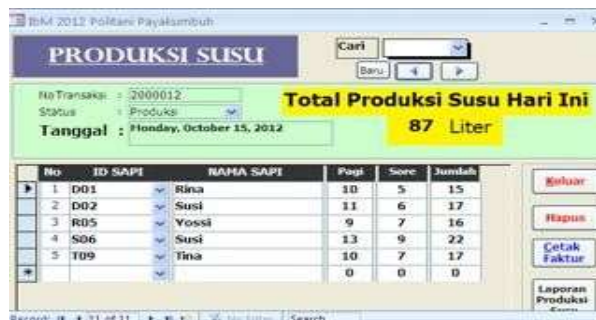 IbM 2012 Politani Payakumbuh
PRODUKSI SUSU
Cari
Baru
NoTransaksi : 2000012
Status : Produksi
Tanggal : Monday, October 15, 2012
Total Produksi Susu Hari Ini
87 Liter
No ID SAPI NAMA SAPI Pagi Sore Jumlah
1 D01 Rina 10 5 15
2 D02 Susi 11 6 17
3 R05 Yossi 9 7 16
4 S06 Susi 13 9 22
5 T09 Tina 10 7 17
0 0 0
Keluar
Hapus
Cetak
Faktur
Laporan
Produksi
Susu
Record: 11 of 11 No Filter Search